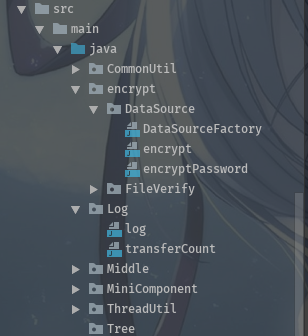 src
main
java
CommonUtil
encrypt
DataSource
DataSourceFactory
encrypt
encryptPassword
FileVerify
Log
log
transferCount
Middle
MiniComponent
ThreadUtil
Tree